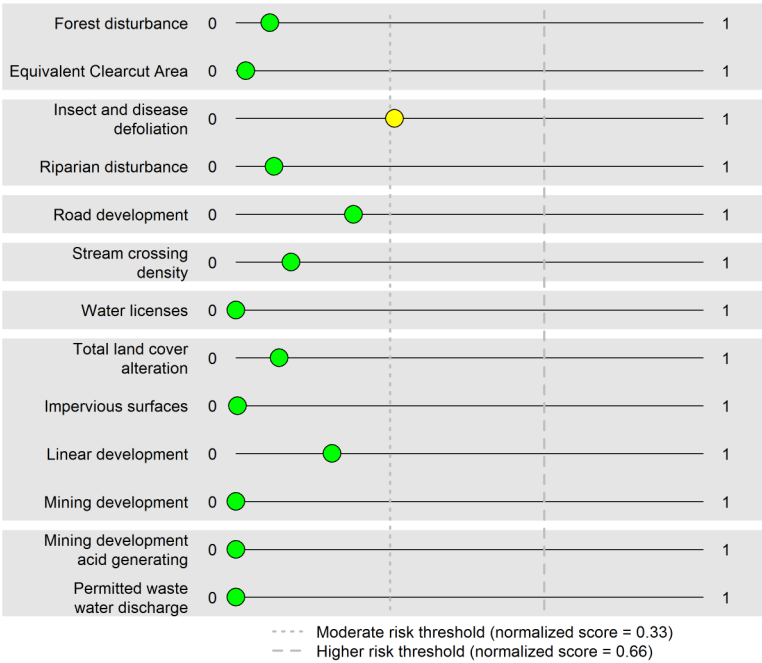 Forest disturbance 0 1
Equivalent Clearcut Area 0 1
Insect and disease
defoliation 0 1
Riparian disturbance 0 1
Road development 0 1
Stream crossing
density 0 1
Water licenses 0 1
Total land cover
alteration 0 1
Impervious surfaces 0 1
Linear development 0 1
Mining development 0 1
Mining development
acid generating 0 1
Permitted waste
water discharge 0 1
Moderate risk threshold (normalized score = 0.33)
Higher risk threshold (normalized score = 0.66)